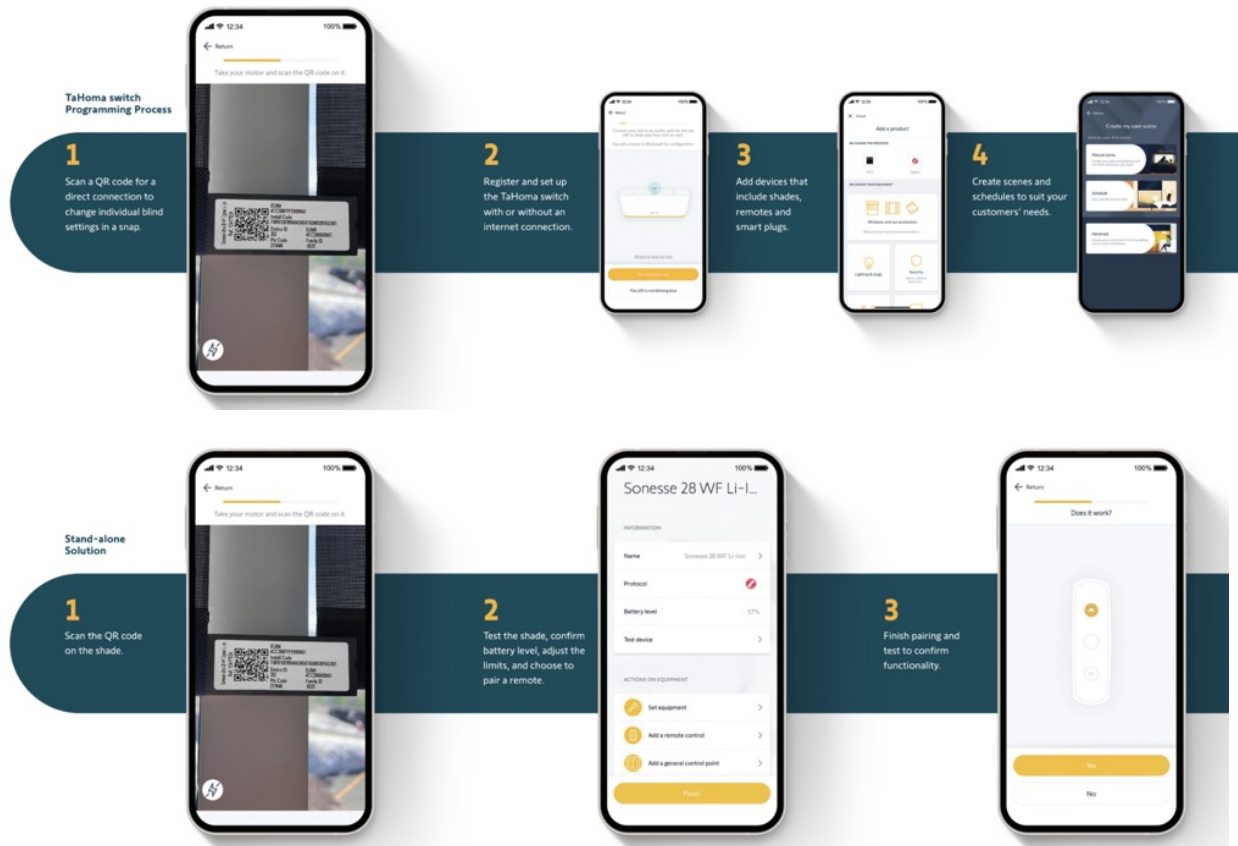 TaHoma switch
Programming Process
1
Scan a QR code for a
direct connection to
change individual blind
settings in a snap.
12:34
100%
Return
Take your motor and scan the QR code on it.
2
Register and set up
the TaHoma switch
with or without an
internet connection.
3
Add devices that
include shades,
remotes and
smart plugs.
Add a product
Windows and sun protection
Lighting & plugs
Security
4
Create scenes and
schedules to suit your
customers' needs.
Create my own scene
Manual scene
Schedule
Advanced
Stand-alone
Solution
1
Scan the QR code
on the shade.
12:34
100%
Return
Take your motor and scan the QR code on it.
2
Test the shade, confirm
battery level, adjust the
limits, and choose to
pair a remote.
12:34
100%
Sonesse 28 WF Li-I...
INFORMATION
Name
Sonesse 28 WF Li-Ion
Protocol
Battery level
57%
Test device
ACTIONS ON EQUIPMENT
Set equipment
Add a remote control
Add a general control point
Finish
3
Finish pairing and
test to confirm
functionality.
12:34
100%
Return
Does it work?
Yes
No